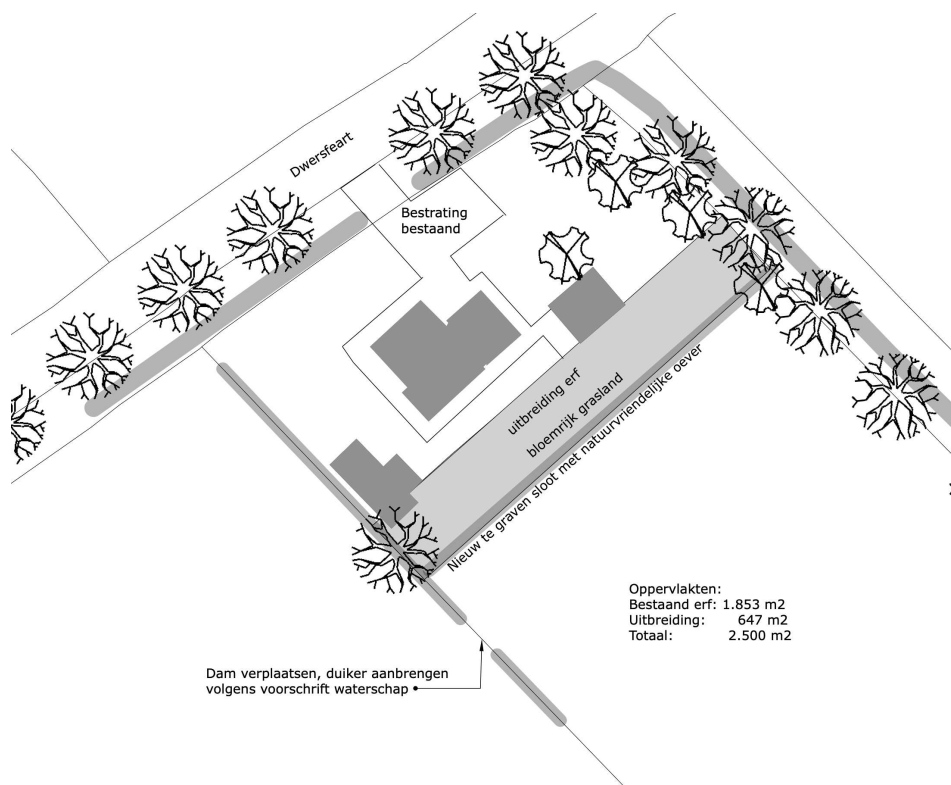 Dwersfeart
Bestrating
bestaand
uitbreiding erf
bloemrijk grasland
Nieuw te graven sloot met natuurvriendelijke oever
Oppervlakten:
Bestaand erf: 1.853 m2
Uitbreiding: 647 m2
Totaal: 2.500 m2
Dam verplaatsen, duiker aanbrengen
volgens voorschrift waterschap